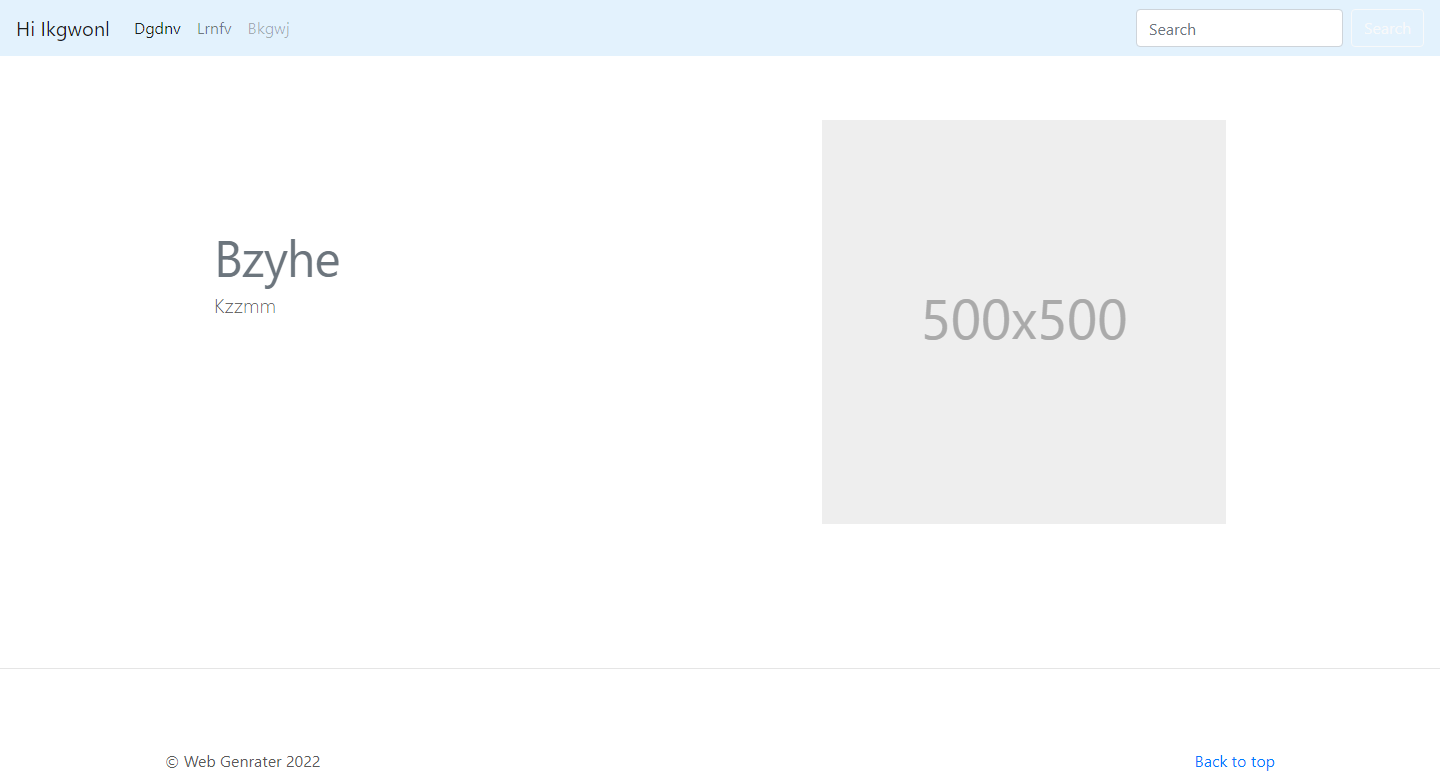 Hi Ikgwonl Dgdnv Lrnfv Bkgwj Search Search
Bzyhe
Kzzmm
500x500
© Web Genrater 2022 Back to top